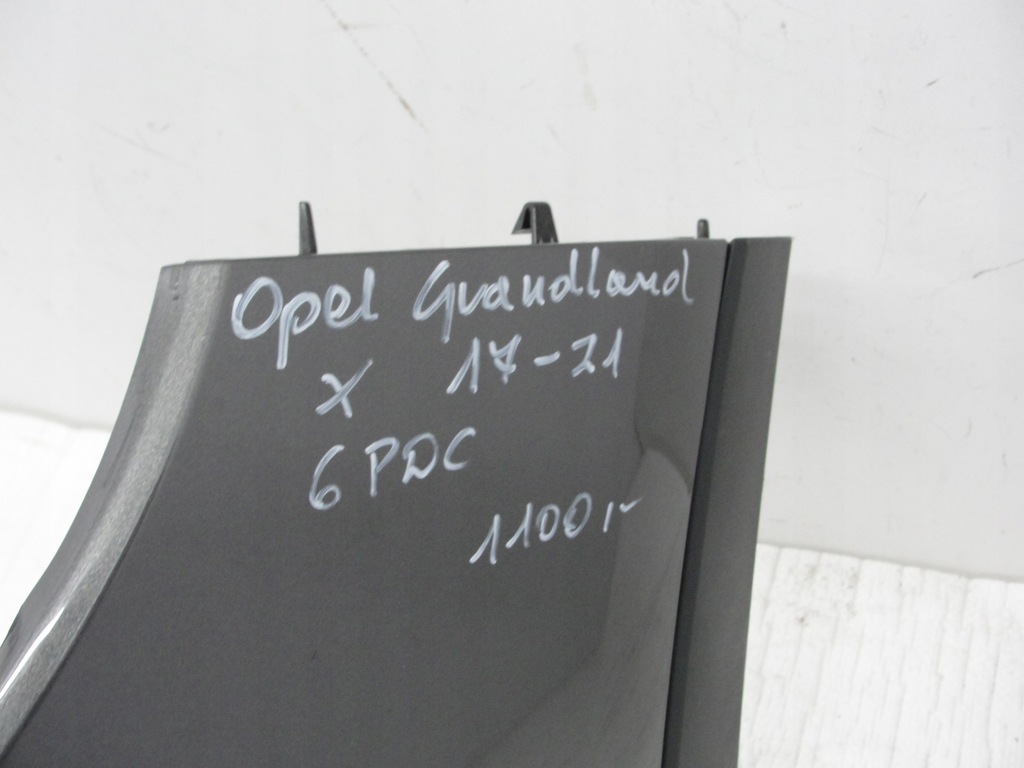 Opel Grandland
X 17-21
6 PDC
1100,-